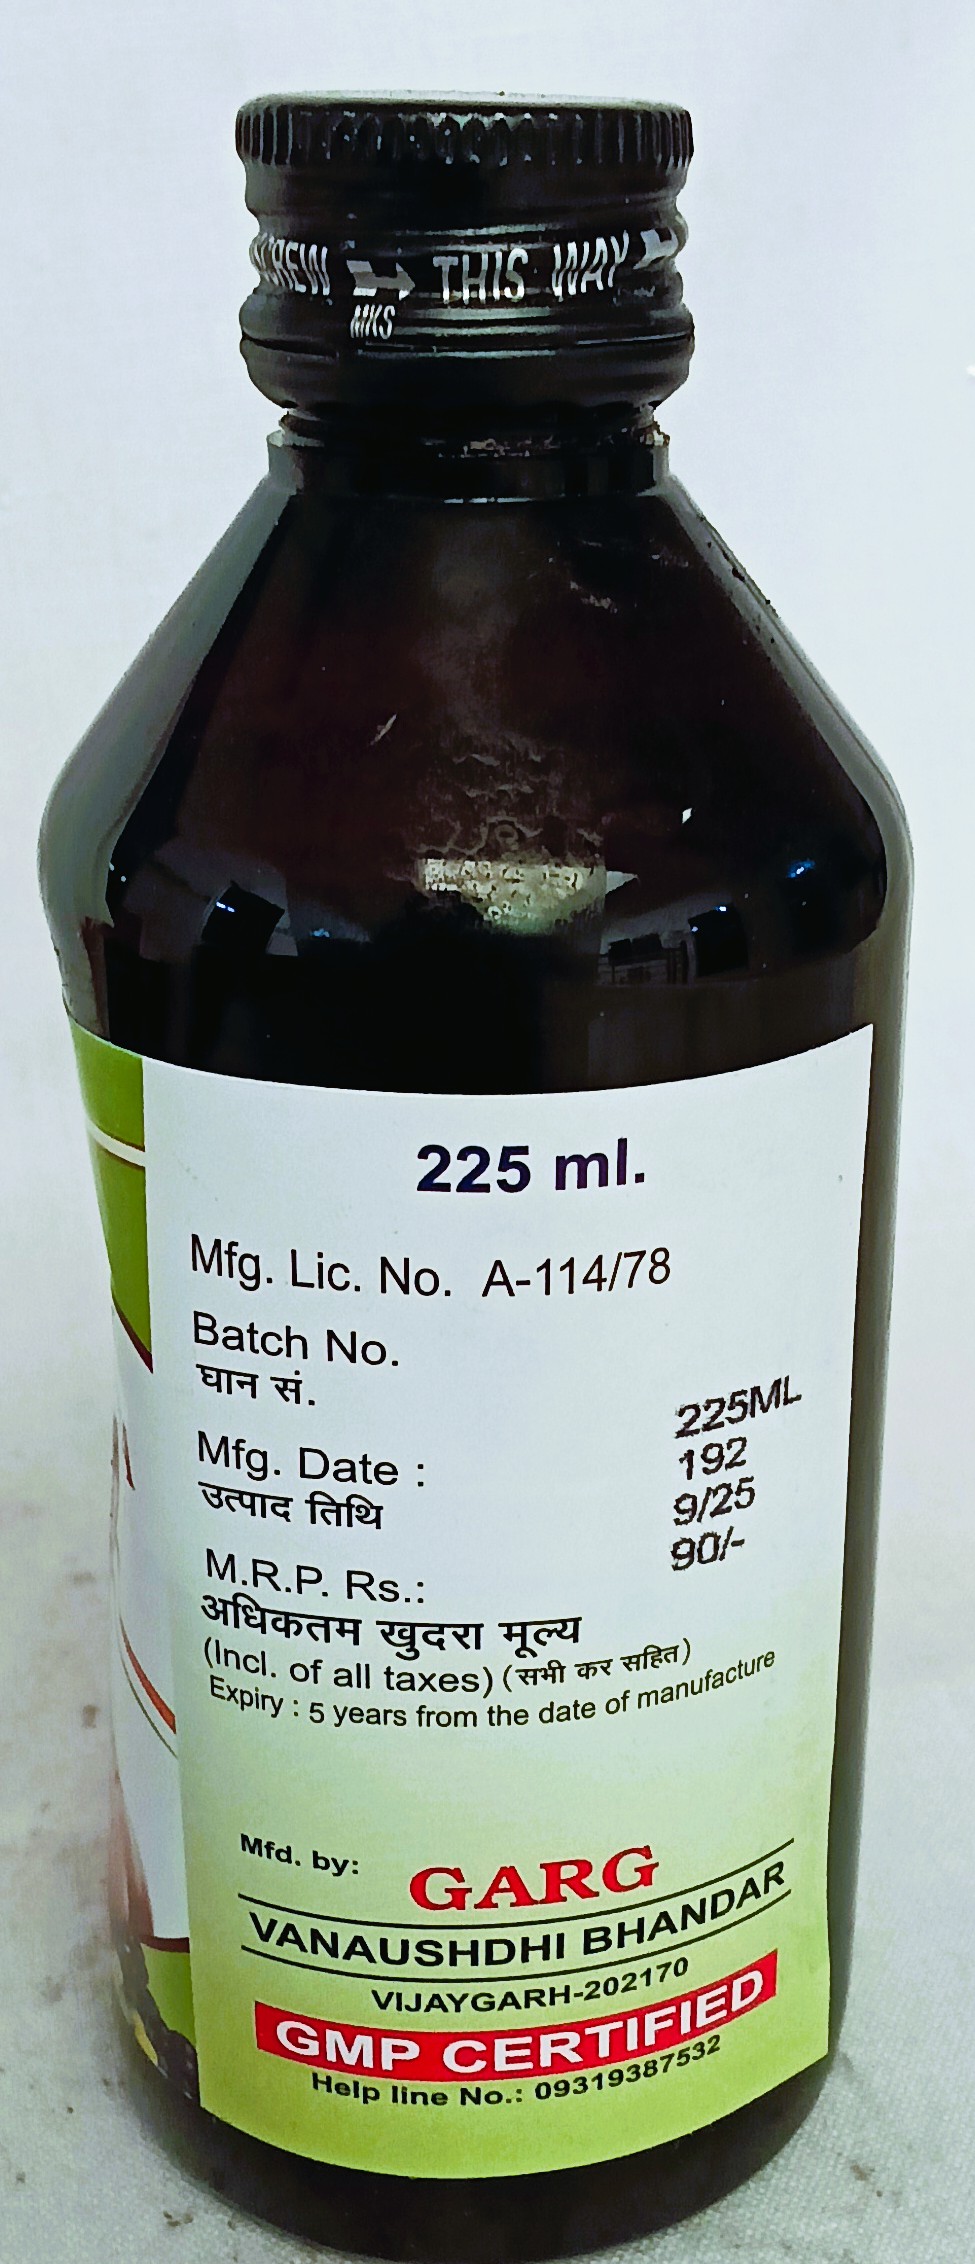 CREW THIS WAY
MKS
225 ml.
Mfg. Lic. No. A-114/78
Batch No.
घान सं.
225ML
192
Mfg. Date :
9/25
उत्पाद तिथि
90/-
M.R.P. Rs.:
अधिकतम खुदरा मूल्य
(Incl. of all taxes) (सभी कर सहित)
Expiry : 5 years from the date of manufacture
Mfd. by:
GARG
VANAUSHDHI BHANDAR
VIJAYGARH-202170
GMP CERTIFIED
Help line No.: 09319387532